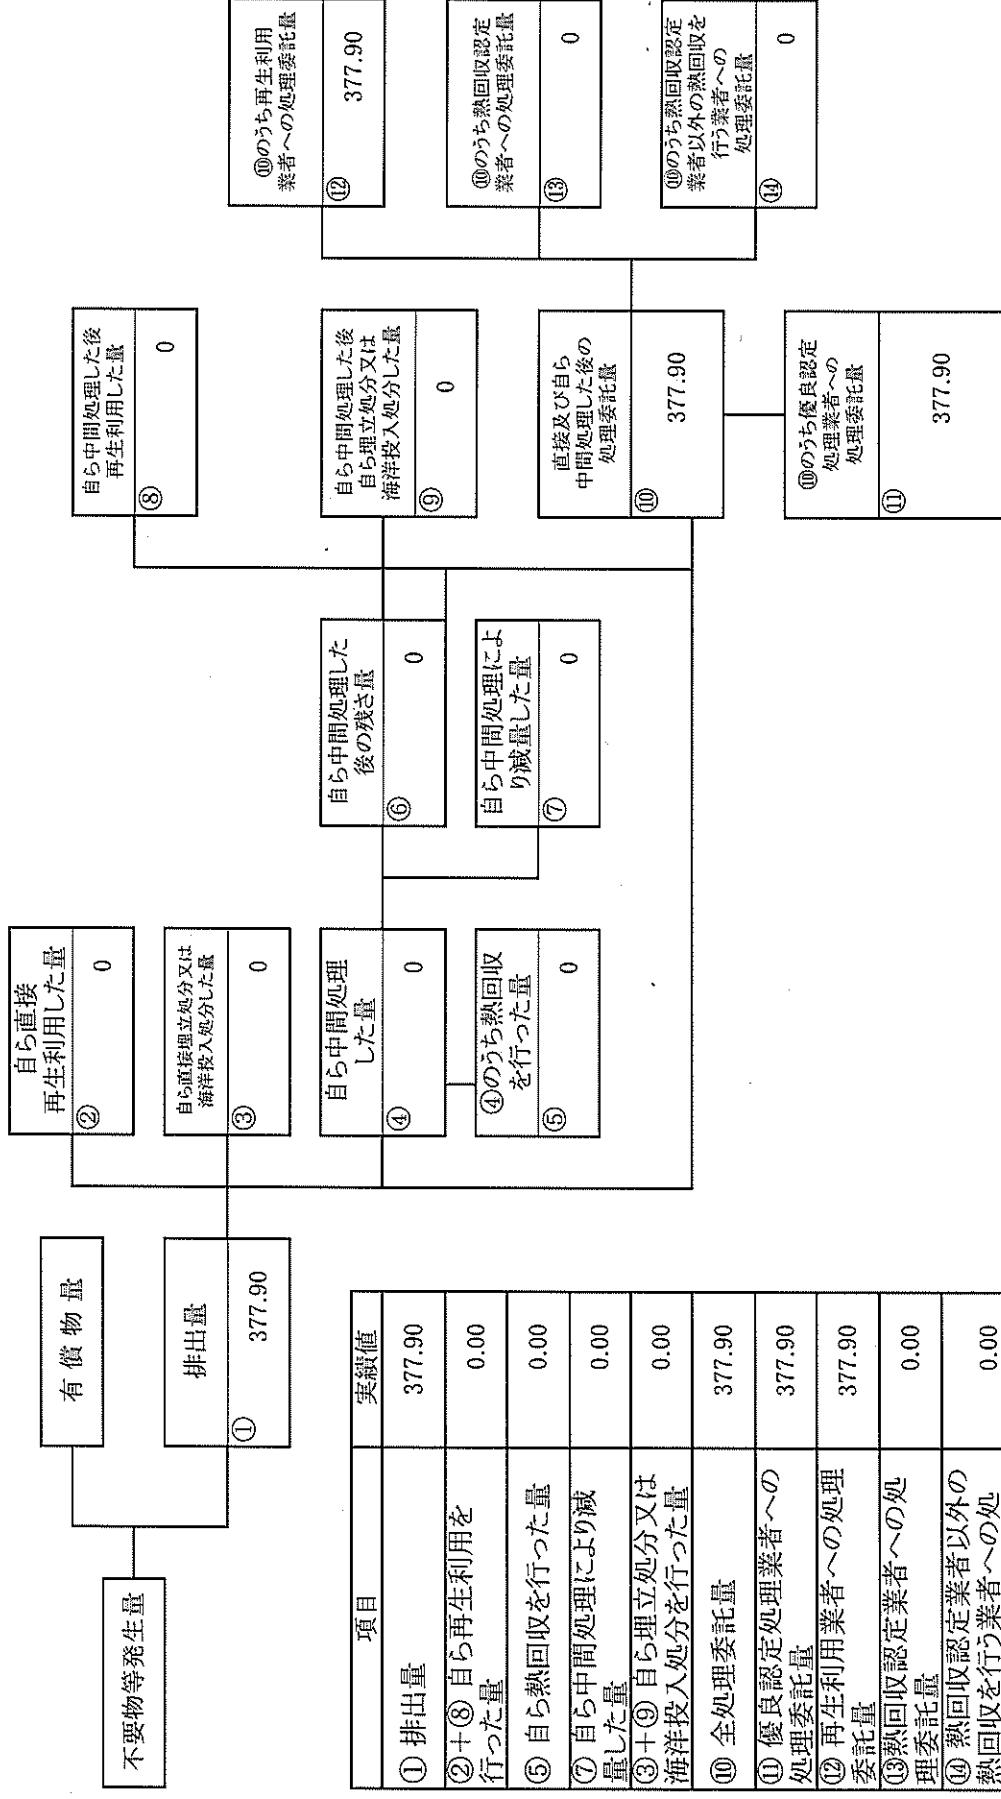 不要物等発生量
有償物量
排出量
①
377.90
自ら直接
再生利用した量
②
0
自ら直接埋立処分又は
海洋投入処分した量
③
0
自ら中間処理
した量
④
0
④のうち熱回収
を行った量
⑤
0
自ら中間処理した
後の残さ量
⑥
0
自ら中間処理によ
り減量した量
⑦
0
自ら中間処理した後
再生利用した量
⑧
0
自ら中間処理した後
自ら埋立処分又は
海洋投入処分した量
⑨
0
直接及び自ら
中間処理した後の
処理委託量
⑩
377.90
⑩のうち優良認定
処理業者への
処理委託量
⑪
377.90
⑩のうち再生利用
業者への処理委託量
⑫
377.90
⑩のうち熱回収認定
業者への処理委託量
⑬
0
⑩のうち熱回収認定
業者以外の熱回収を
行う業者への
処理委託量
⑭
0
項目 実績値
①排出量 377.90
②+⑧ 自ら再生利用を
行った量 0.00
⑤ 自ら熱回収を行った量 0.00
⑦ 自ら中間処理により減
量した量 0.00
③+⑨ 自ら埋立処分又は
海洋投入処分を行った量 0.00
⑩ 全処理委託量 377.90
⑪ 優良認定処理業者への
処理委託量 377.90
⑫ 再生利用業者への処理
委託量 377.90
⑬熱回収認定業者への処
理委託量 0.00
⑭ 熱回収認定業者以外の
熱回収を行う業者への処 0.00